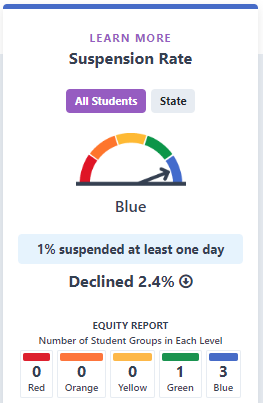 LEARN MORE
Suspension Rate
All Students State
Blue
1% suspended at least one day
Declined 2.4%
EQUITY REPORT
Number of Student Groups in Each Level
0 0 0 1 3
Red Orange Yellow Green Blue